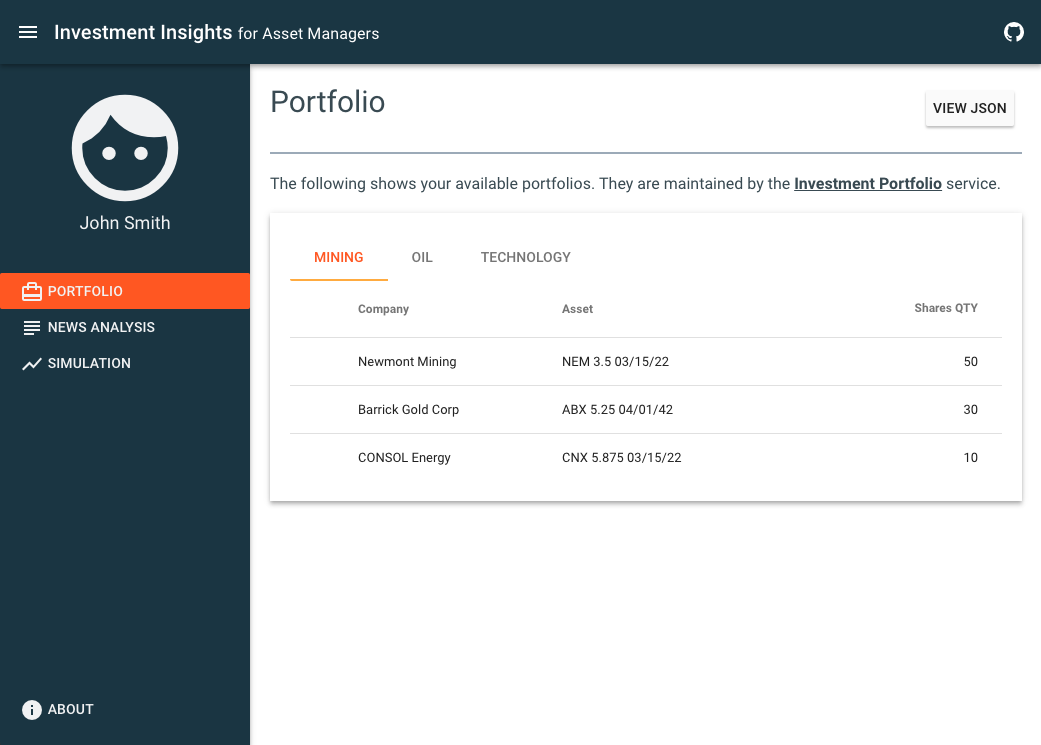 Investment Insights for Asset Managers
John Smith
PORTFOLIO
NEWS ANALYSIS
SIMULATION
ABOUT
Portfolio
VIEW JSON
The following shows your available portfolios. They are maintained by the Investment Portfolio service.
MINING OIL TECHNOLOGY
Company Asset Shares QTY
Newmont Mining NEM 3.5 03/15/22 50
Barrick Gold Corp ABX 5.25 04/01/42 30
CONSOL Energy CNX 5.875 03/15/22 10